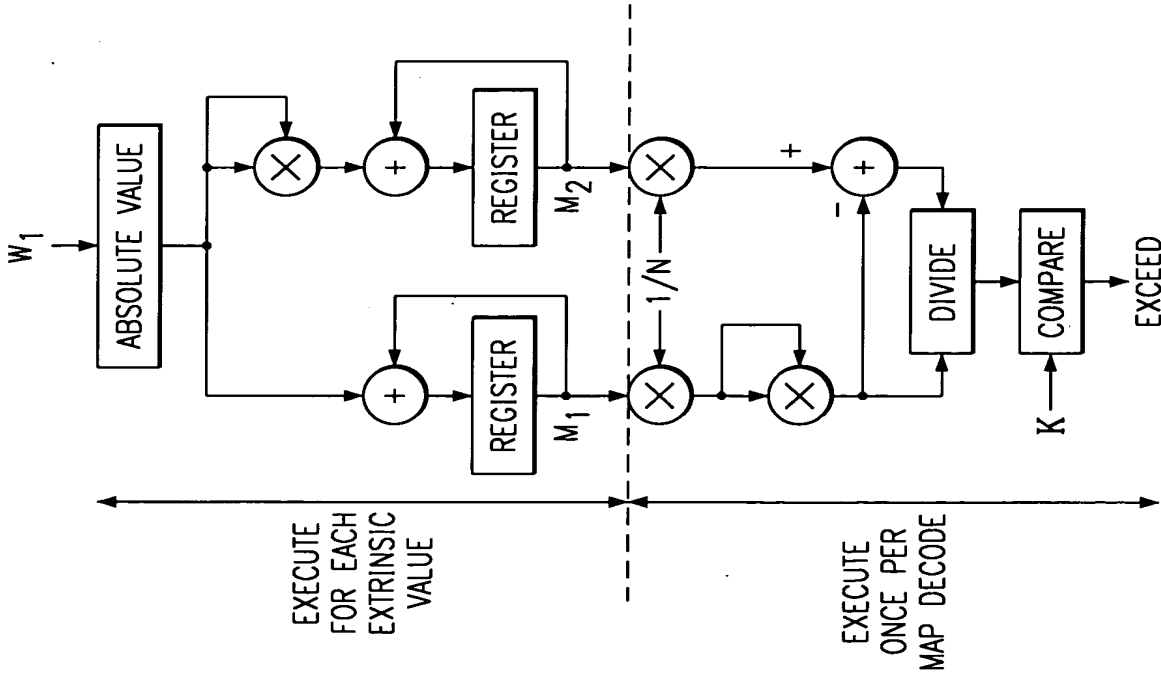 W1
ABSOLUTE VALUE
×
+
+
REGISTER
REGISTER
M1
M2
EXECUTE
FOR EACH
EXTRINSIC
VALUE
×
1/N
×
×
+
-
+
DIVIDE
K
COMPARE
EXCEED
EXECUTE
ONCE PER
MAP DECODE